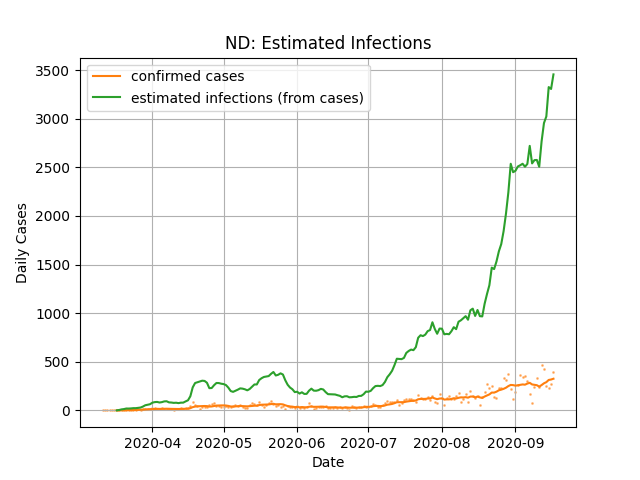 ND: Estimated Infections
confirmed cases
estimated infections (from cases)
3500
3000
2500
2000
1500
1000
500
0
Daily Cases
2020-04 2020-05 2020-06 2020-07 2020-08 2020-09
Date